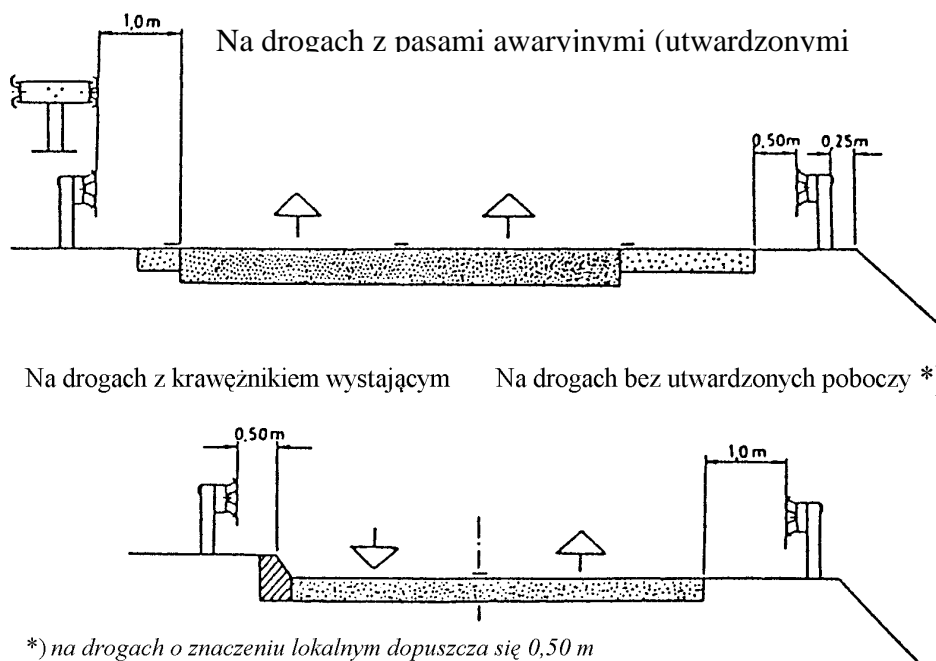 1,0m
Na drogach z pasami awaryjnymi (utwardzonymi
0,50m 0,25m
Na drogach z krawężnikiem wystającym Na drogach bez utwardzonych poboczy *
0,50m
1,0m
*) na drogach o znaczeniu lokalnym dopuszcza się 0,50 m